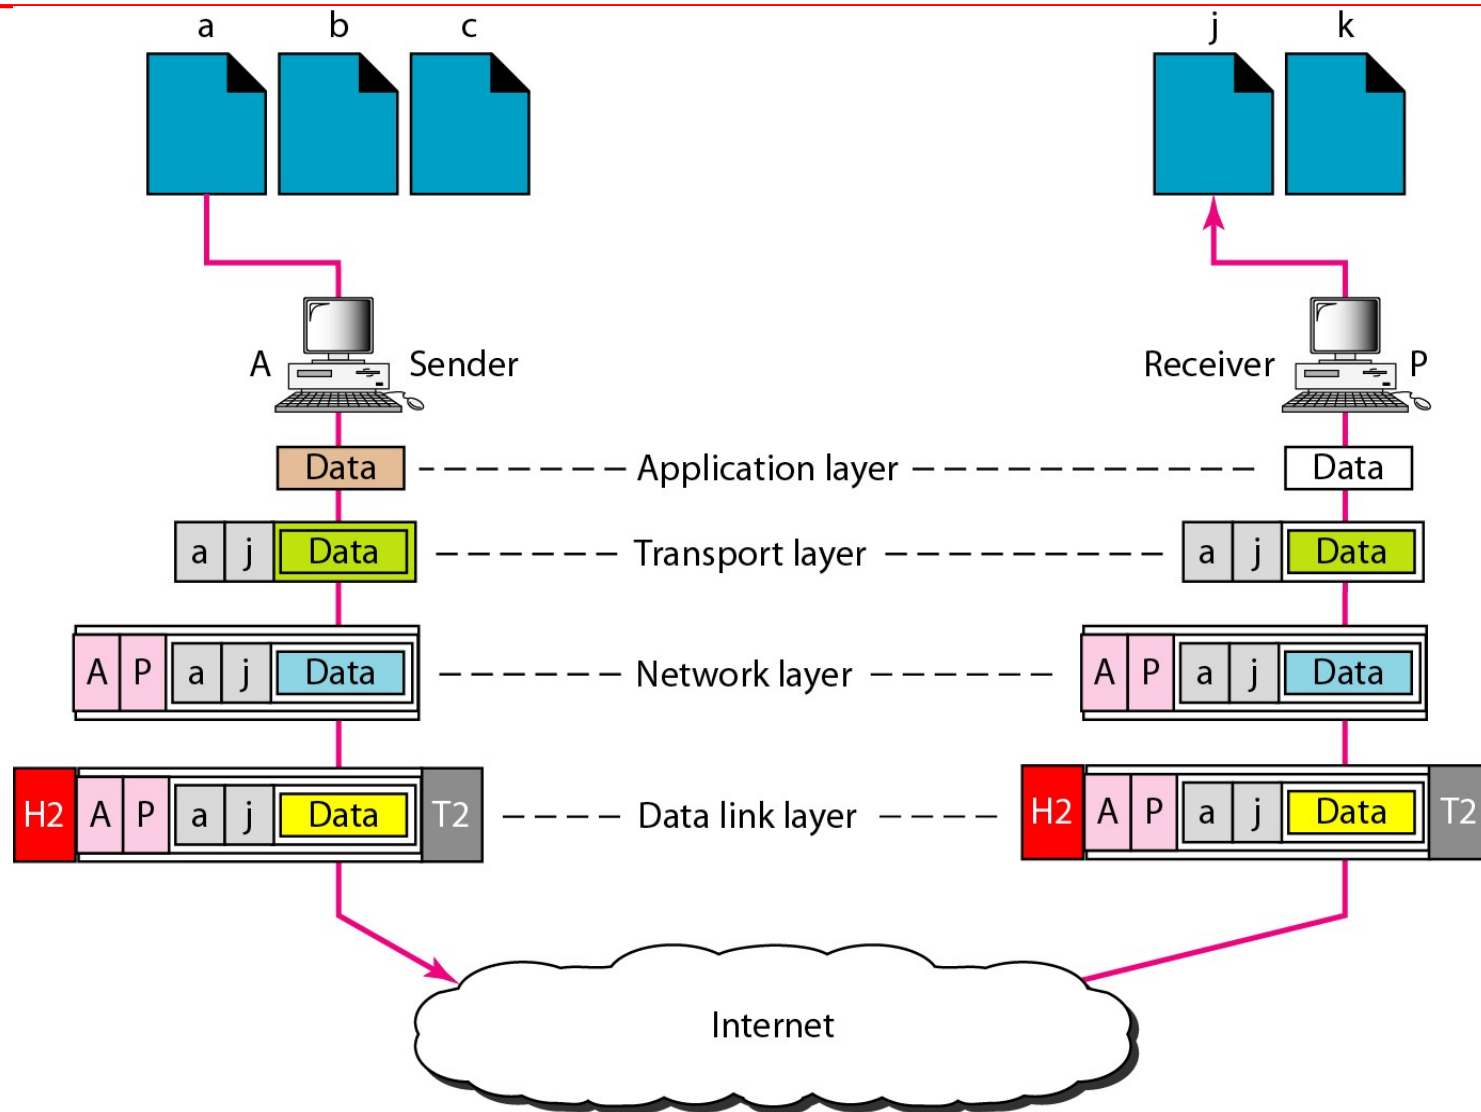 a b c j k
A Sender Receiver P
Data Application layer Data
a j Data Transport layer a j Data
A P a j Data Network layer A P a j Data
H2 A P a j Data T2 Data link layer H2 A P a j Data T2
Internet